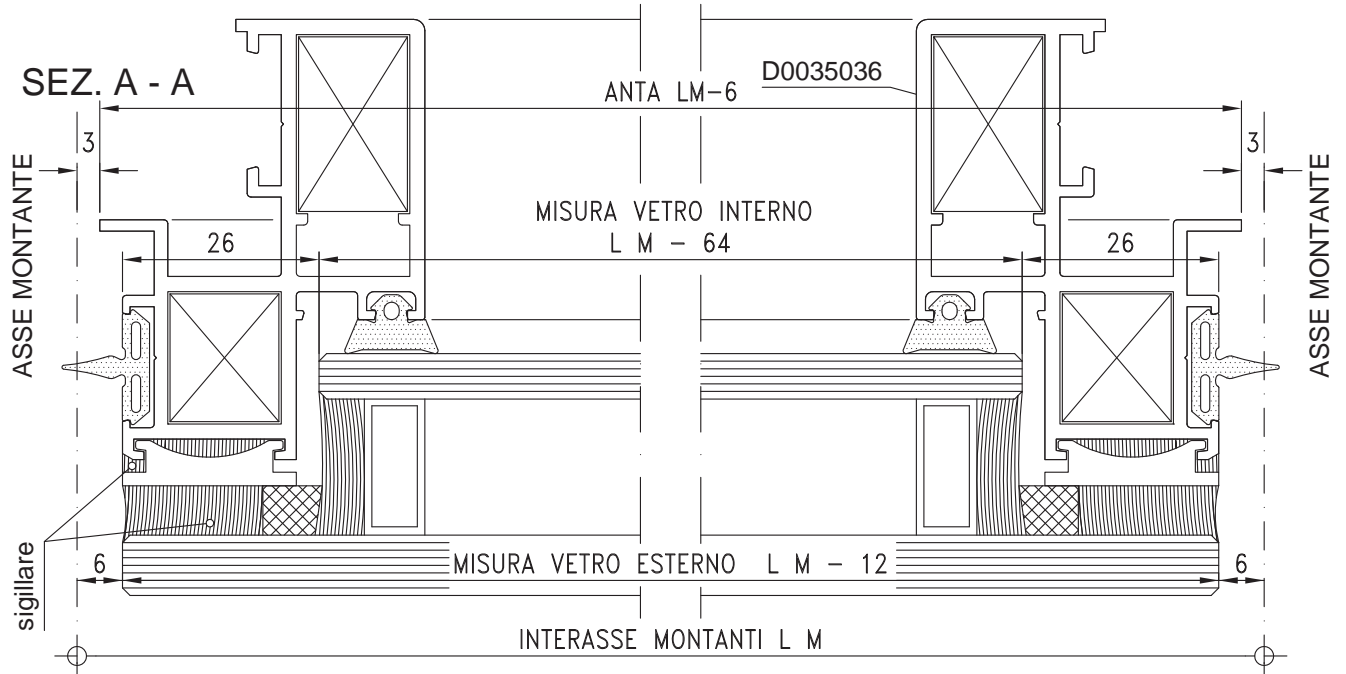 SEZ. A - A
D0035036
ANTA LM-6
3
3
ASSE MONTANTE
ASSE MONTANTE
MISURA VETRO INTERNO
L M - 64
26
26
sigillare
6
MISURA VETRO ESTERNO L M - 12
6
INTERASSE MONTANTI L M